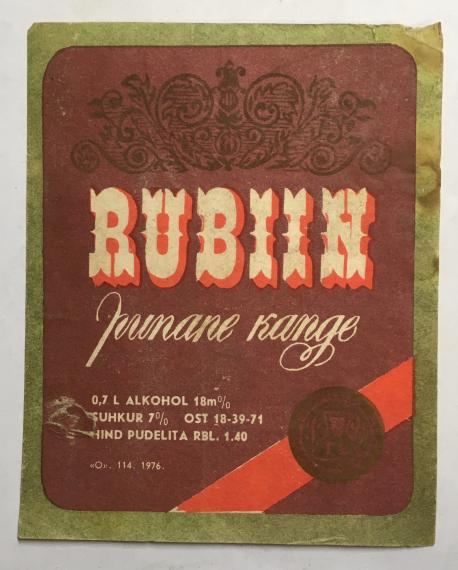 RUBIIN
punane kange
0,7 L ALKOHOL 18m%
SUHKUR 7% OST 18-39-71
HIND PUDELITA RBL. 1.40
«O». 114. 1976.